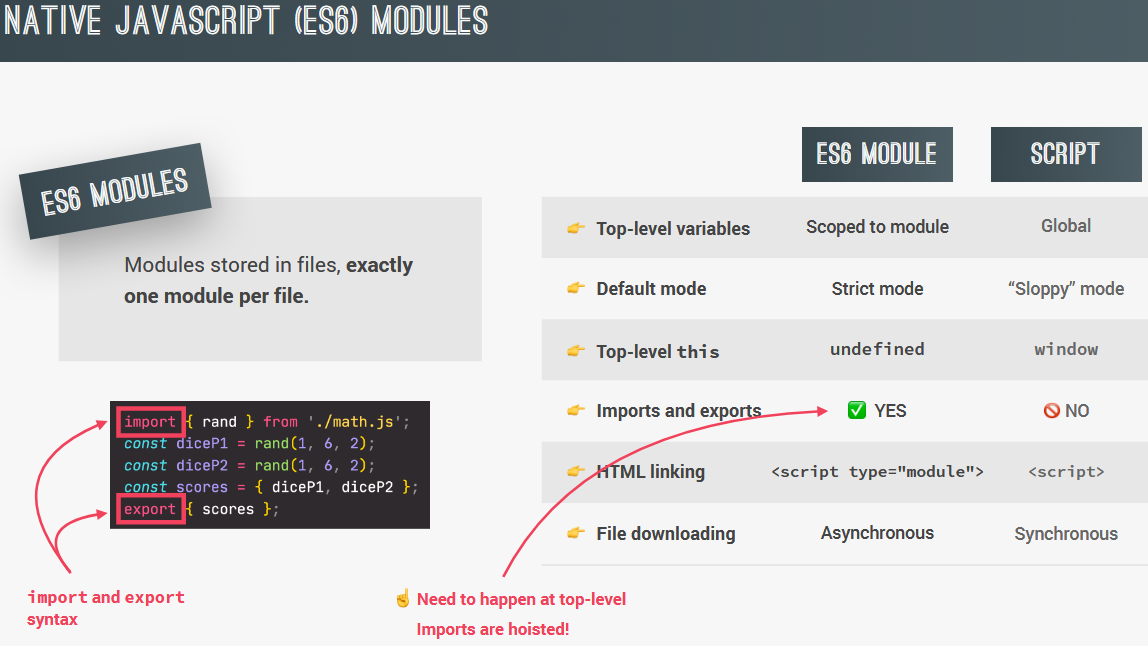 NATIVE JAVASCRIPT (ES6) MODULES
ES6 MODULES
Modules stored in files, exactly
one module per file.
import { rand } from './math.js';
const diceP1 = rand(1, 6, 2);
const diceP2 = rand(1, 6, 2);
const scores = { diceP1, diceP2 };
export { scores };
import and export
syntax
ES6 MODULE SCRIPT
👉 Top-level variables Scoped to module Global
👉 Default mode Strict mode “Sloppy” mode
👉 Top-level this undefined window
👉 Imports and exports ✅ YES 🚫 NO
👉 HTML linking <script type="module"> <script>
👉 File downloading Asynchronous Synchronous
☝️ Need to happen at top-level
Imports are hoisted!